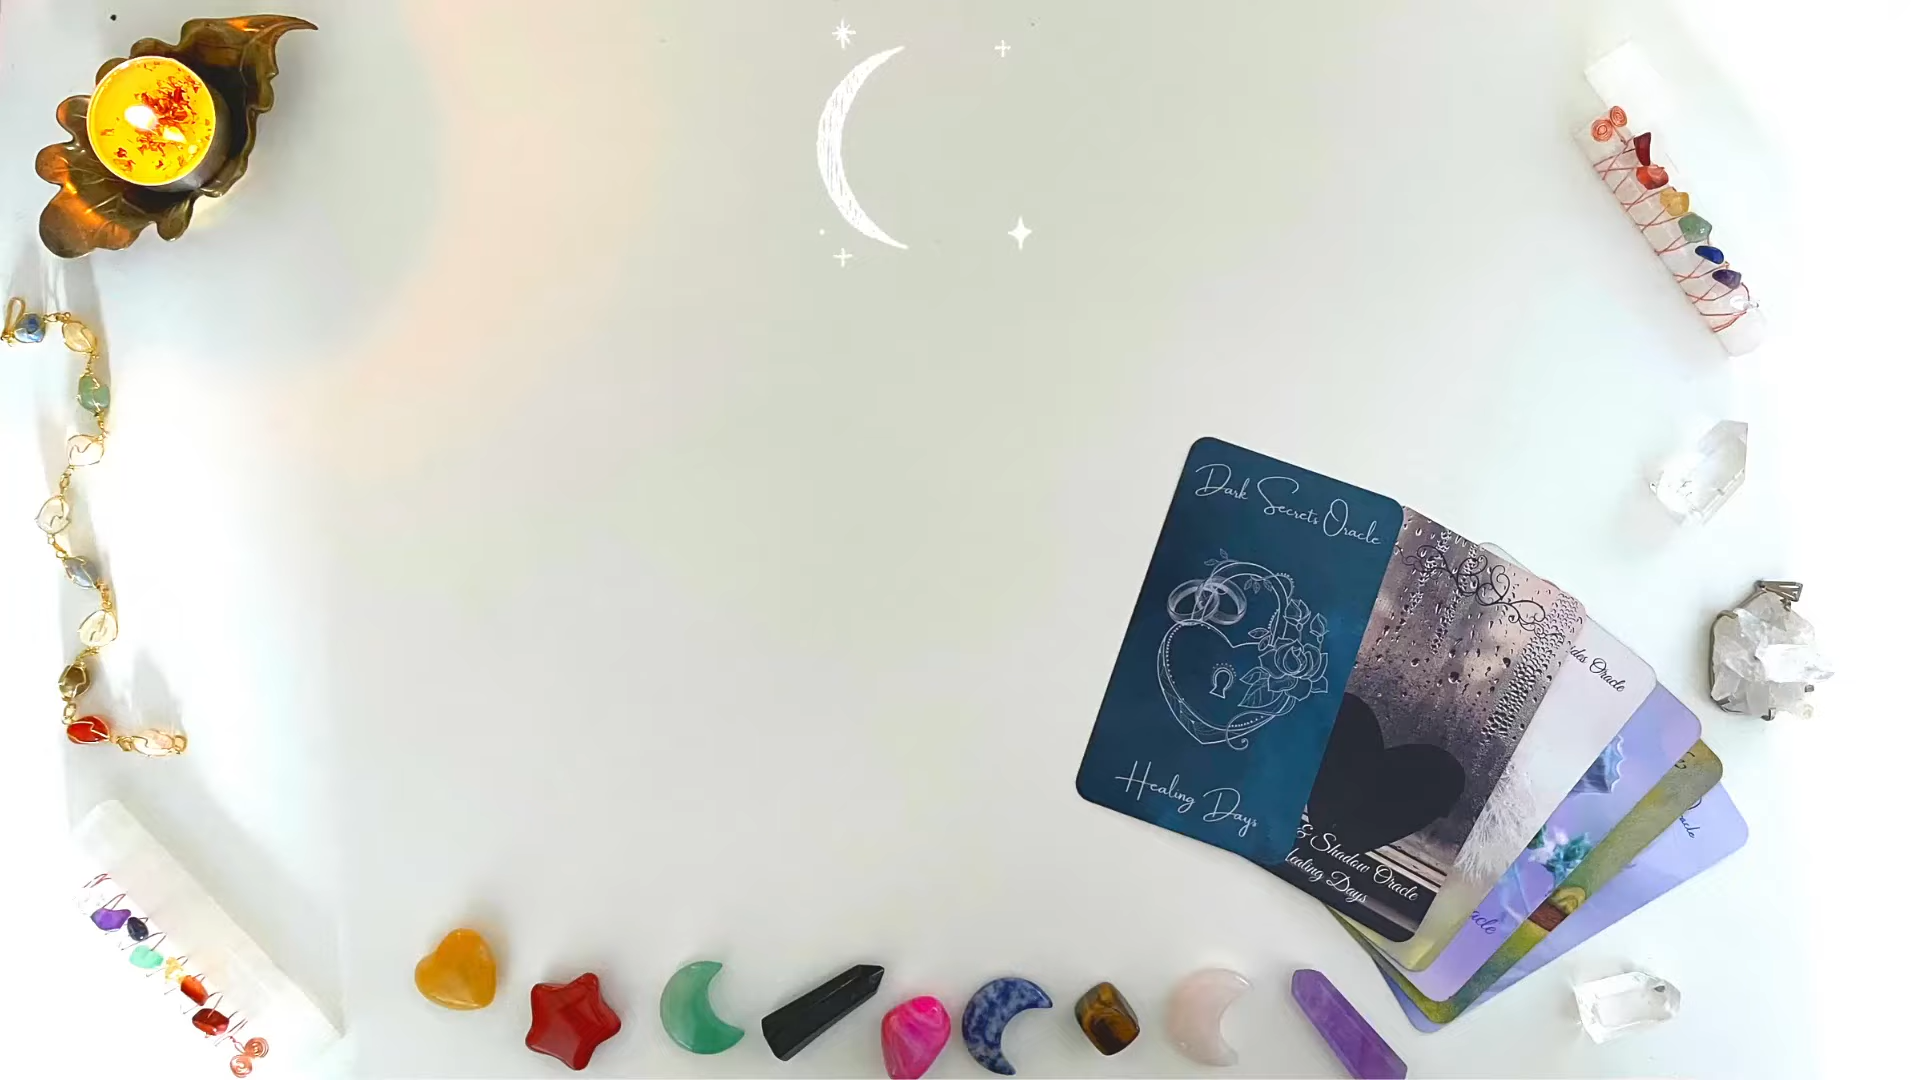 Dark Secrets Oracle
Healing Days
& Shadow Oracle
Healing Days
Oracle